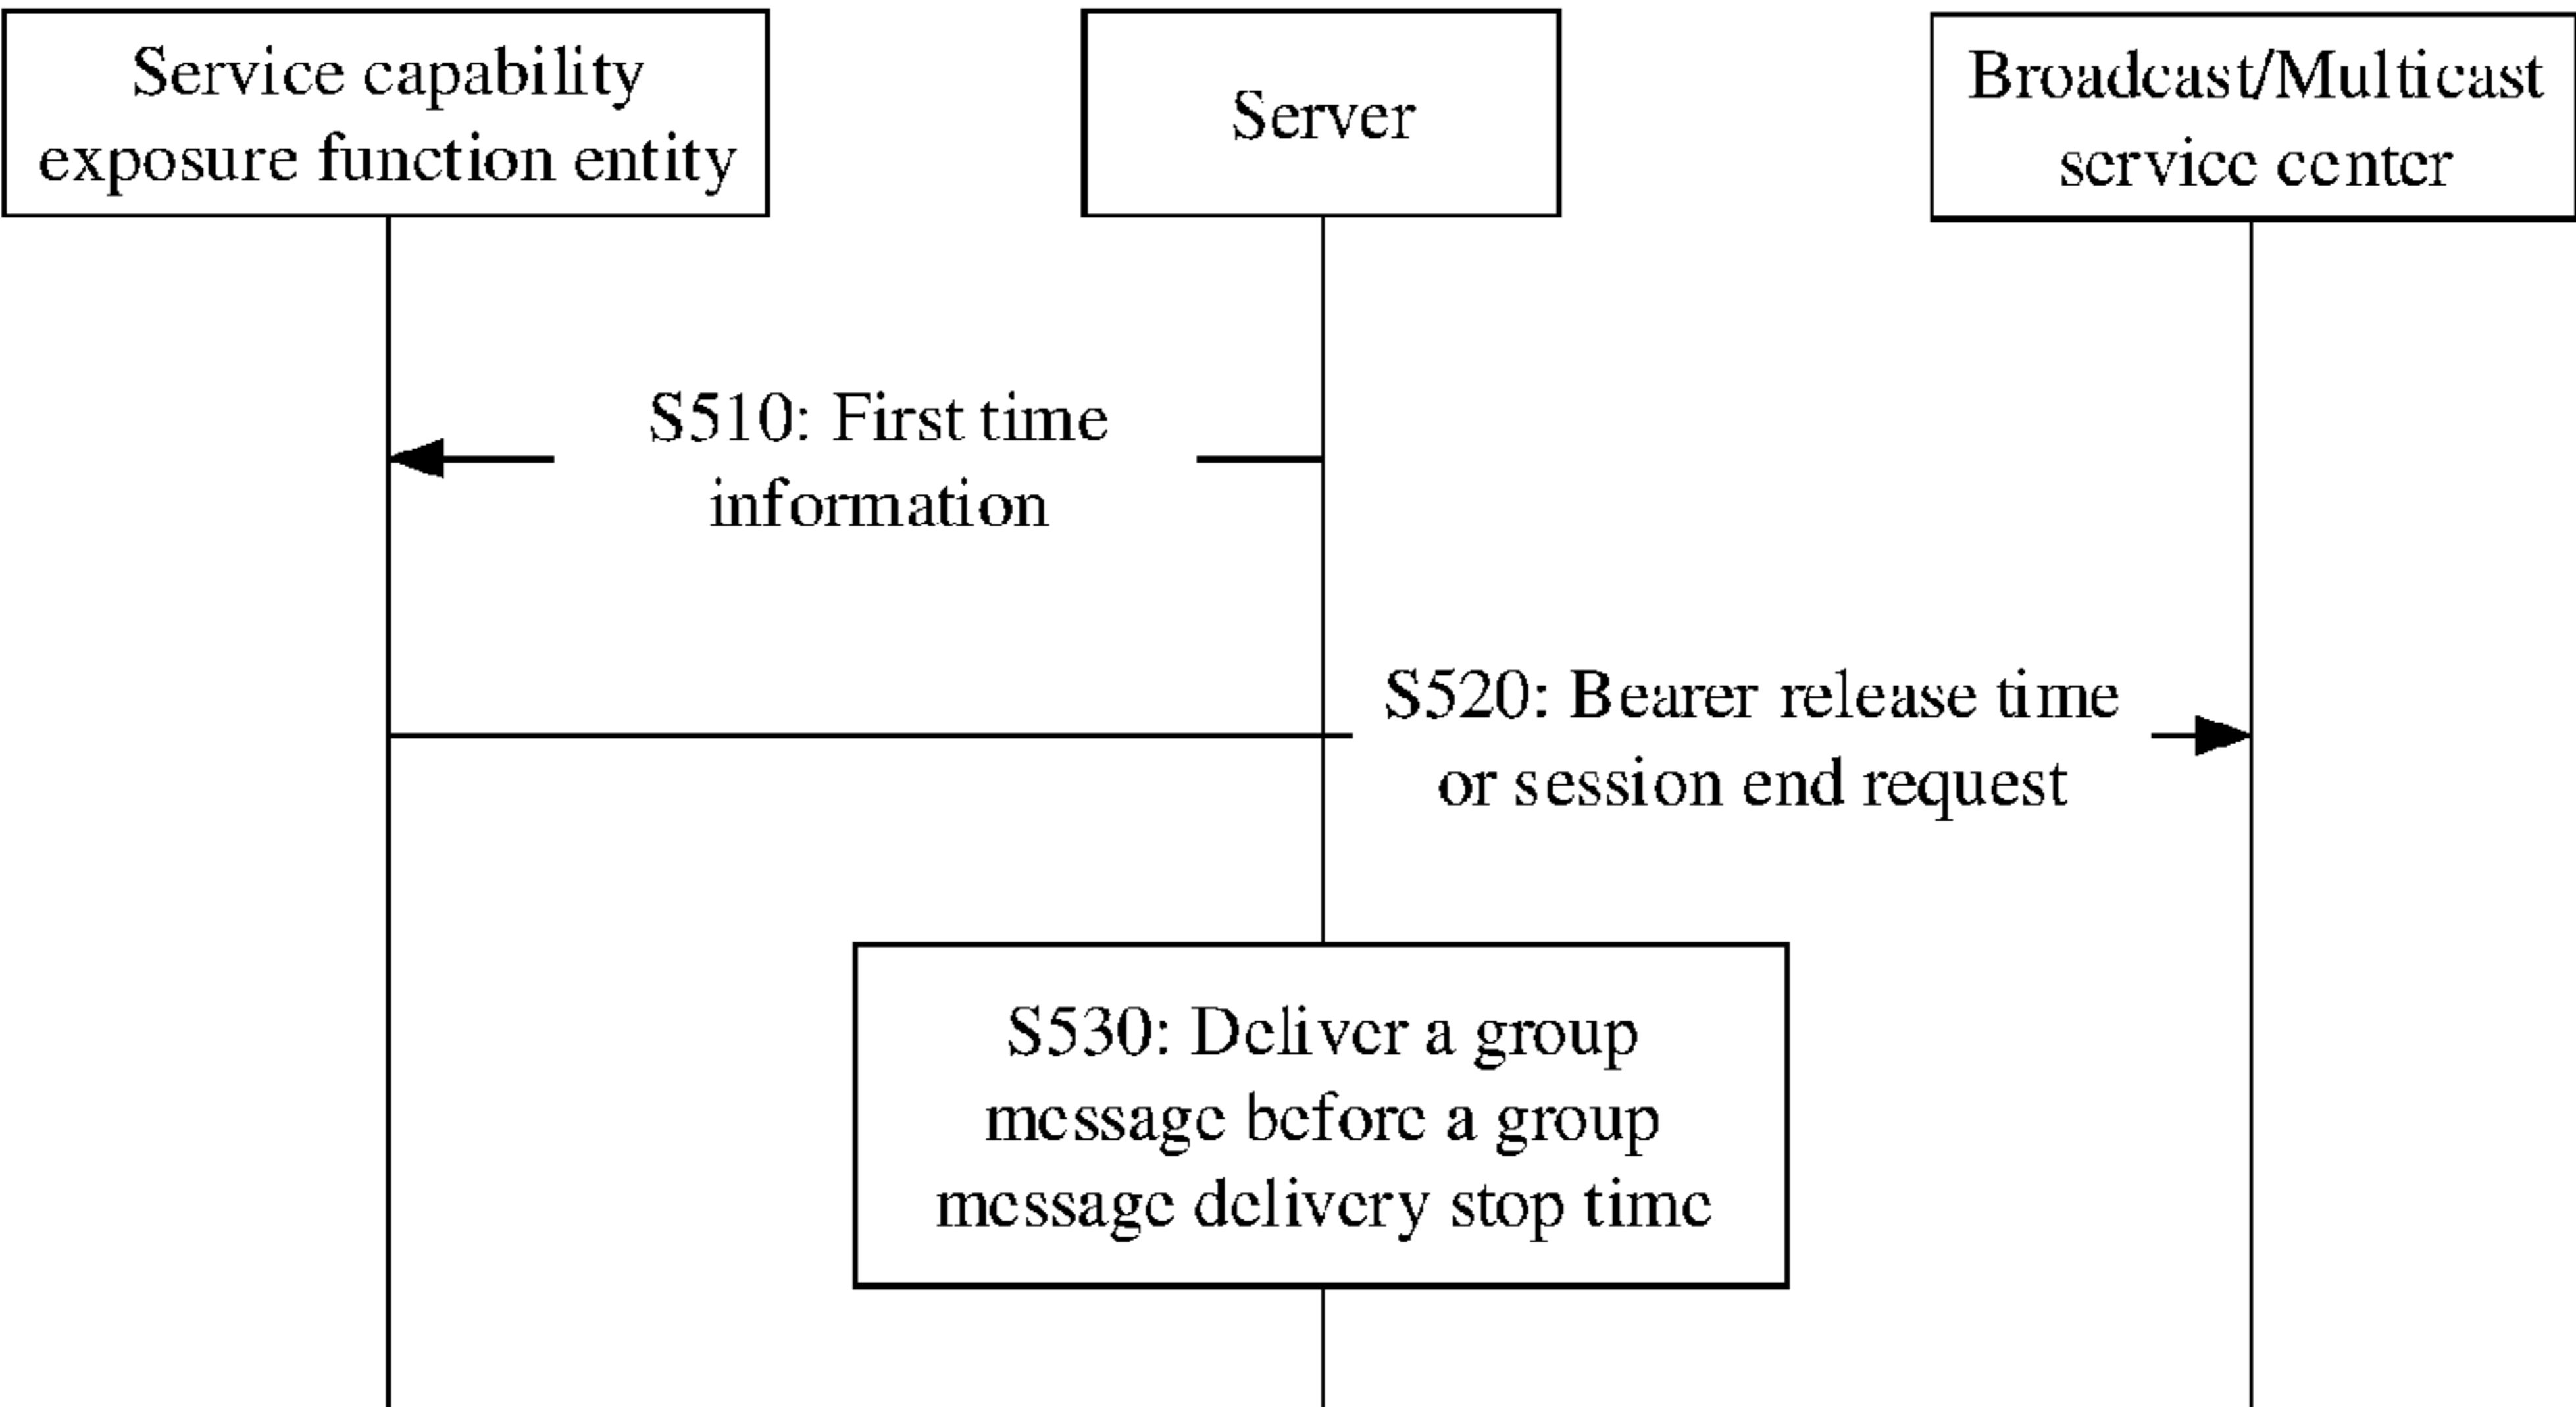 Service capability
exposure function entity
Server
Broadcast/Multicast
service center
S510: First time
information
S520: Bearer release time
or session end request
S530: Deliver a group
message before a group
message delivery stop time